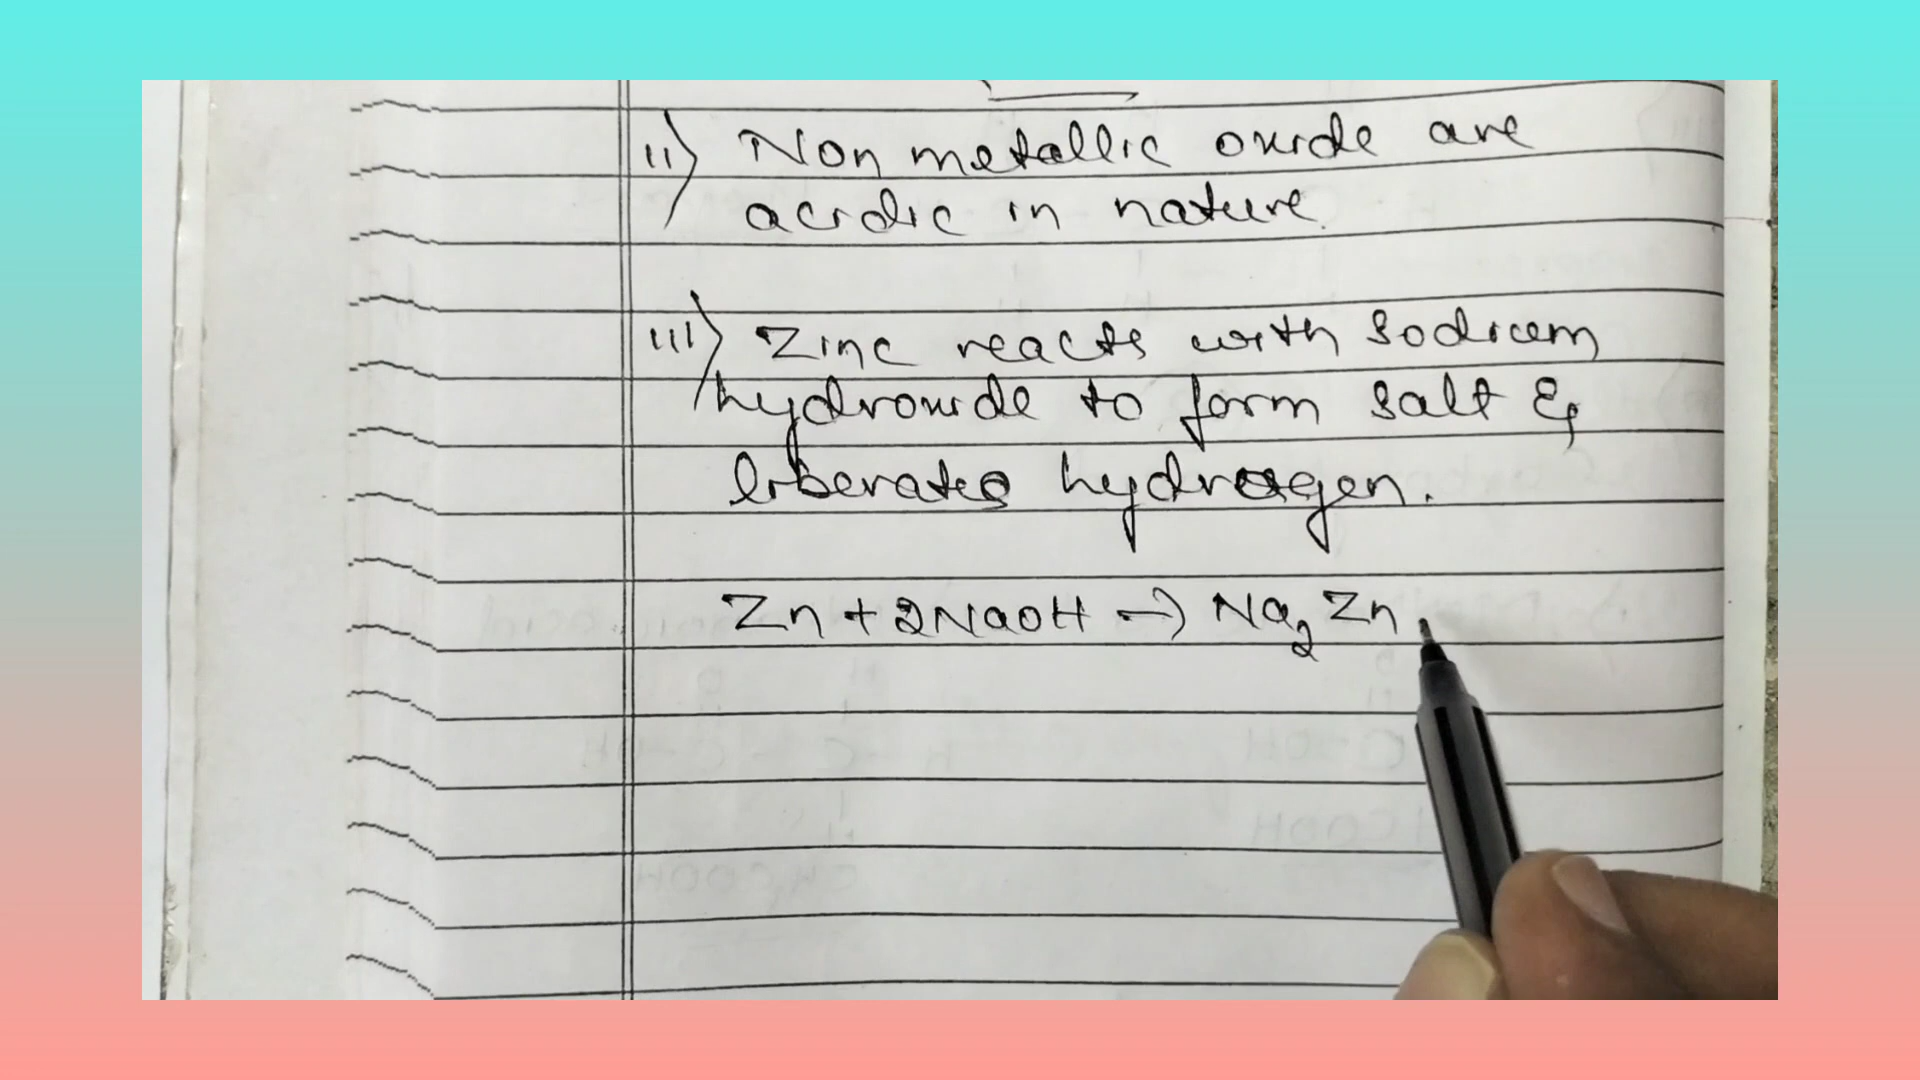 ii) Non metallic oxide are
acidic in nature.
iii) Zinc reacts with sodium
hydroxide to form salt &
liberates hydrogen.
Zn + 2NaOH → Na₂ Zn